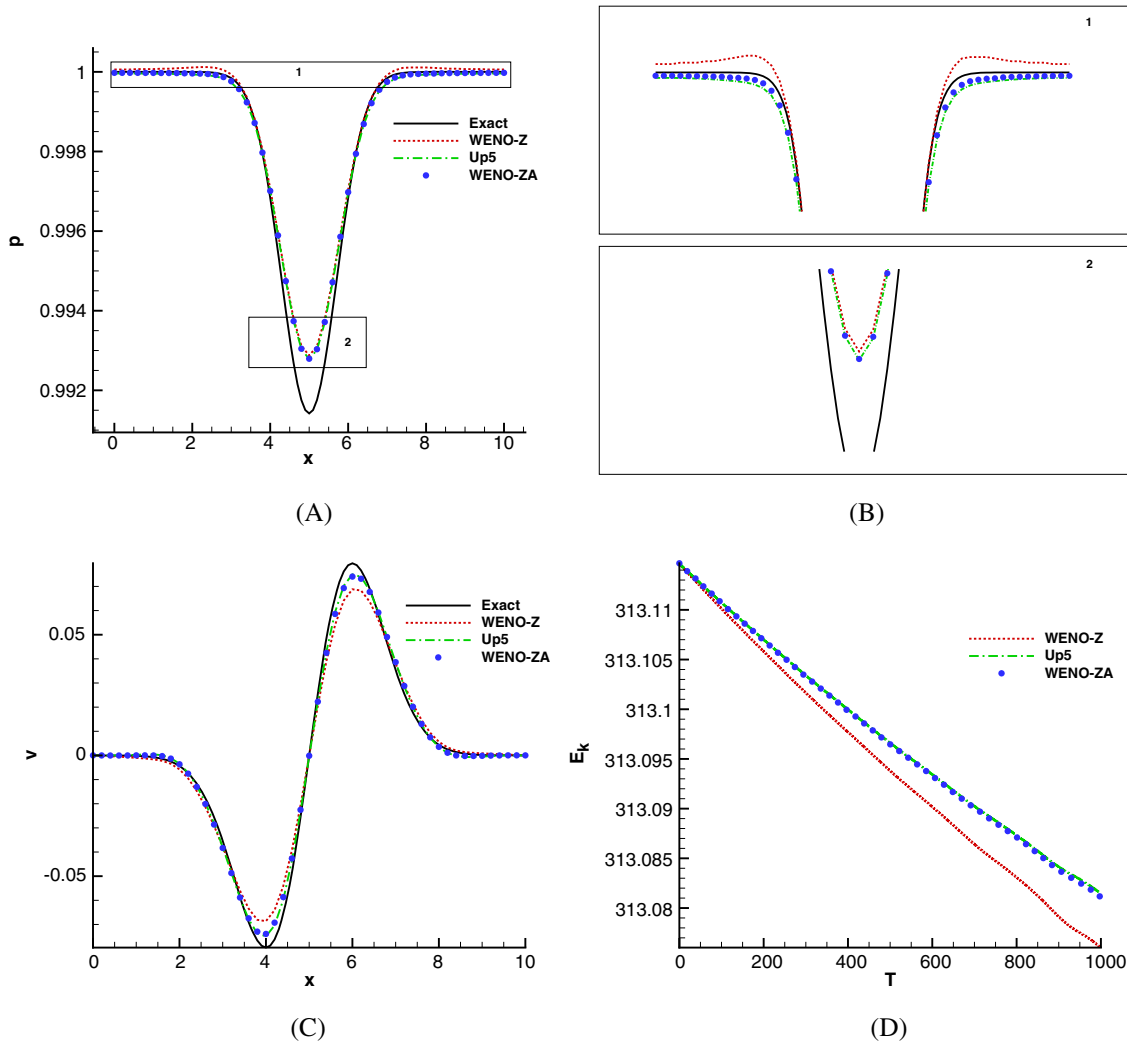 1
0.998
0.996
0.994
0.992
p
1
2
Exact
WENO-Z
Up5
WENO-ZA
0 2 4 6 8 10
x
(A)
1
2
(B)
0.05
0
-0.05
v
Exact
WENO-Z
Up5
WENO-ZA
0 2 4 6 8 10
x
(C)
313.11
313.105
313.1
313.095
313.09
313.085
313.08
E_k
WENO-Z
Up5
WENO-ZA
0 200 400 600 800 1000
T
(D)